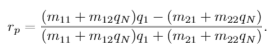 $r_p = \frac{(m_{11} + m_{12}q_N)q_1 - (m_{21} + m_{22}q_N)}{(m_{11} + m_{12}q_N)q_1 + (m_{21} + m_{22}q_N)}.$